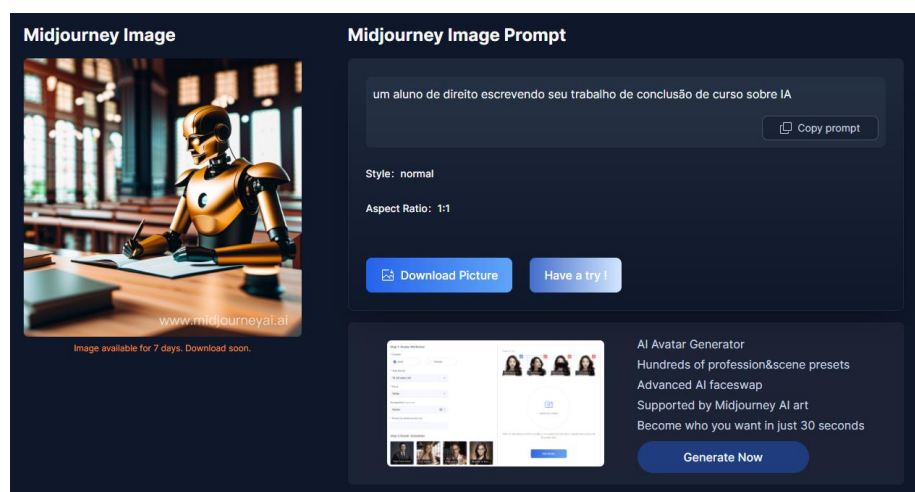 Midjourney Image
Midjourney Image Prompt
um aluno de direito escrevendo seu trabalho de conclusão de curso sobre IA
Copy prompt
Style: normal
Aspect Ratio: 1:1
Download Picture
Have a try !
www.midjourneyai.ai
Image available for 7 days. Download soon.
AI Avatar Generator
Hundreds of profession&scene presets
Advanced AI faceswap
Supported by Midjourney AI art
Become who you want in just 30 seconds
Generate Now